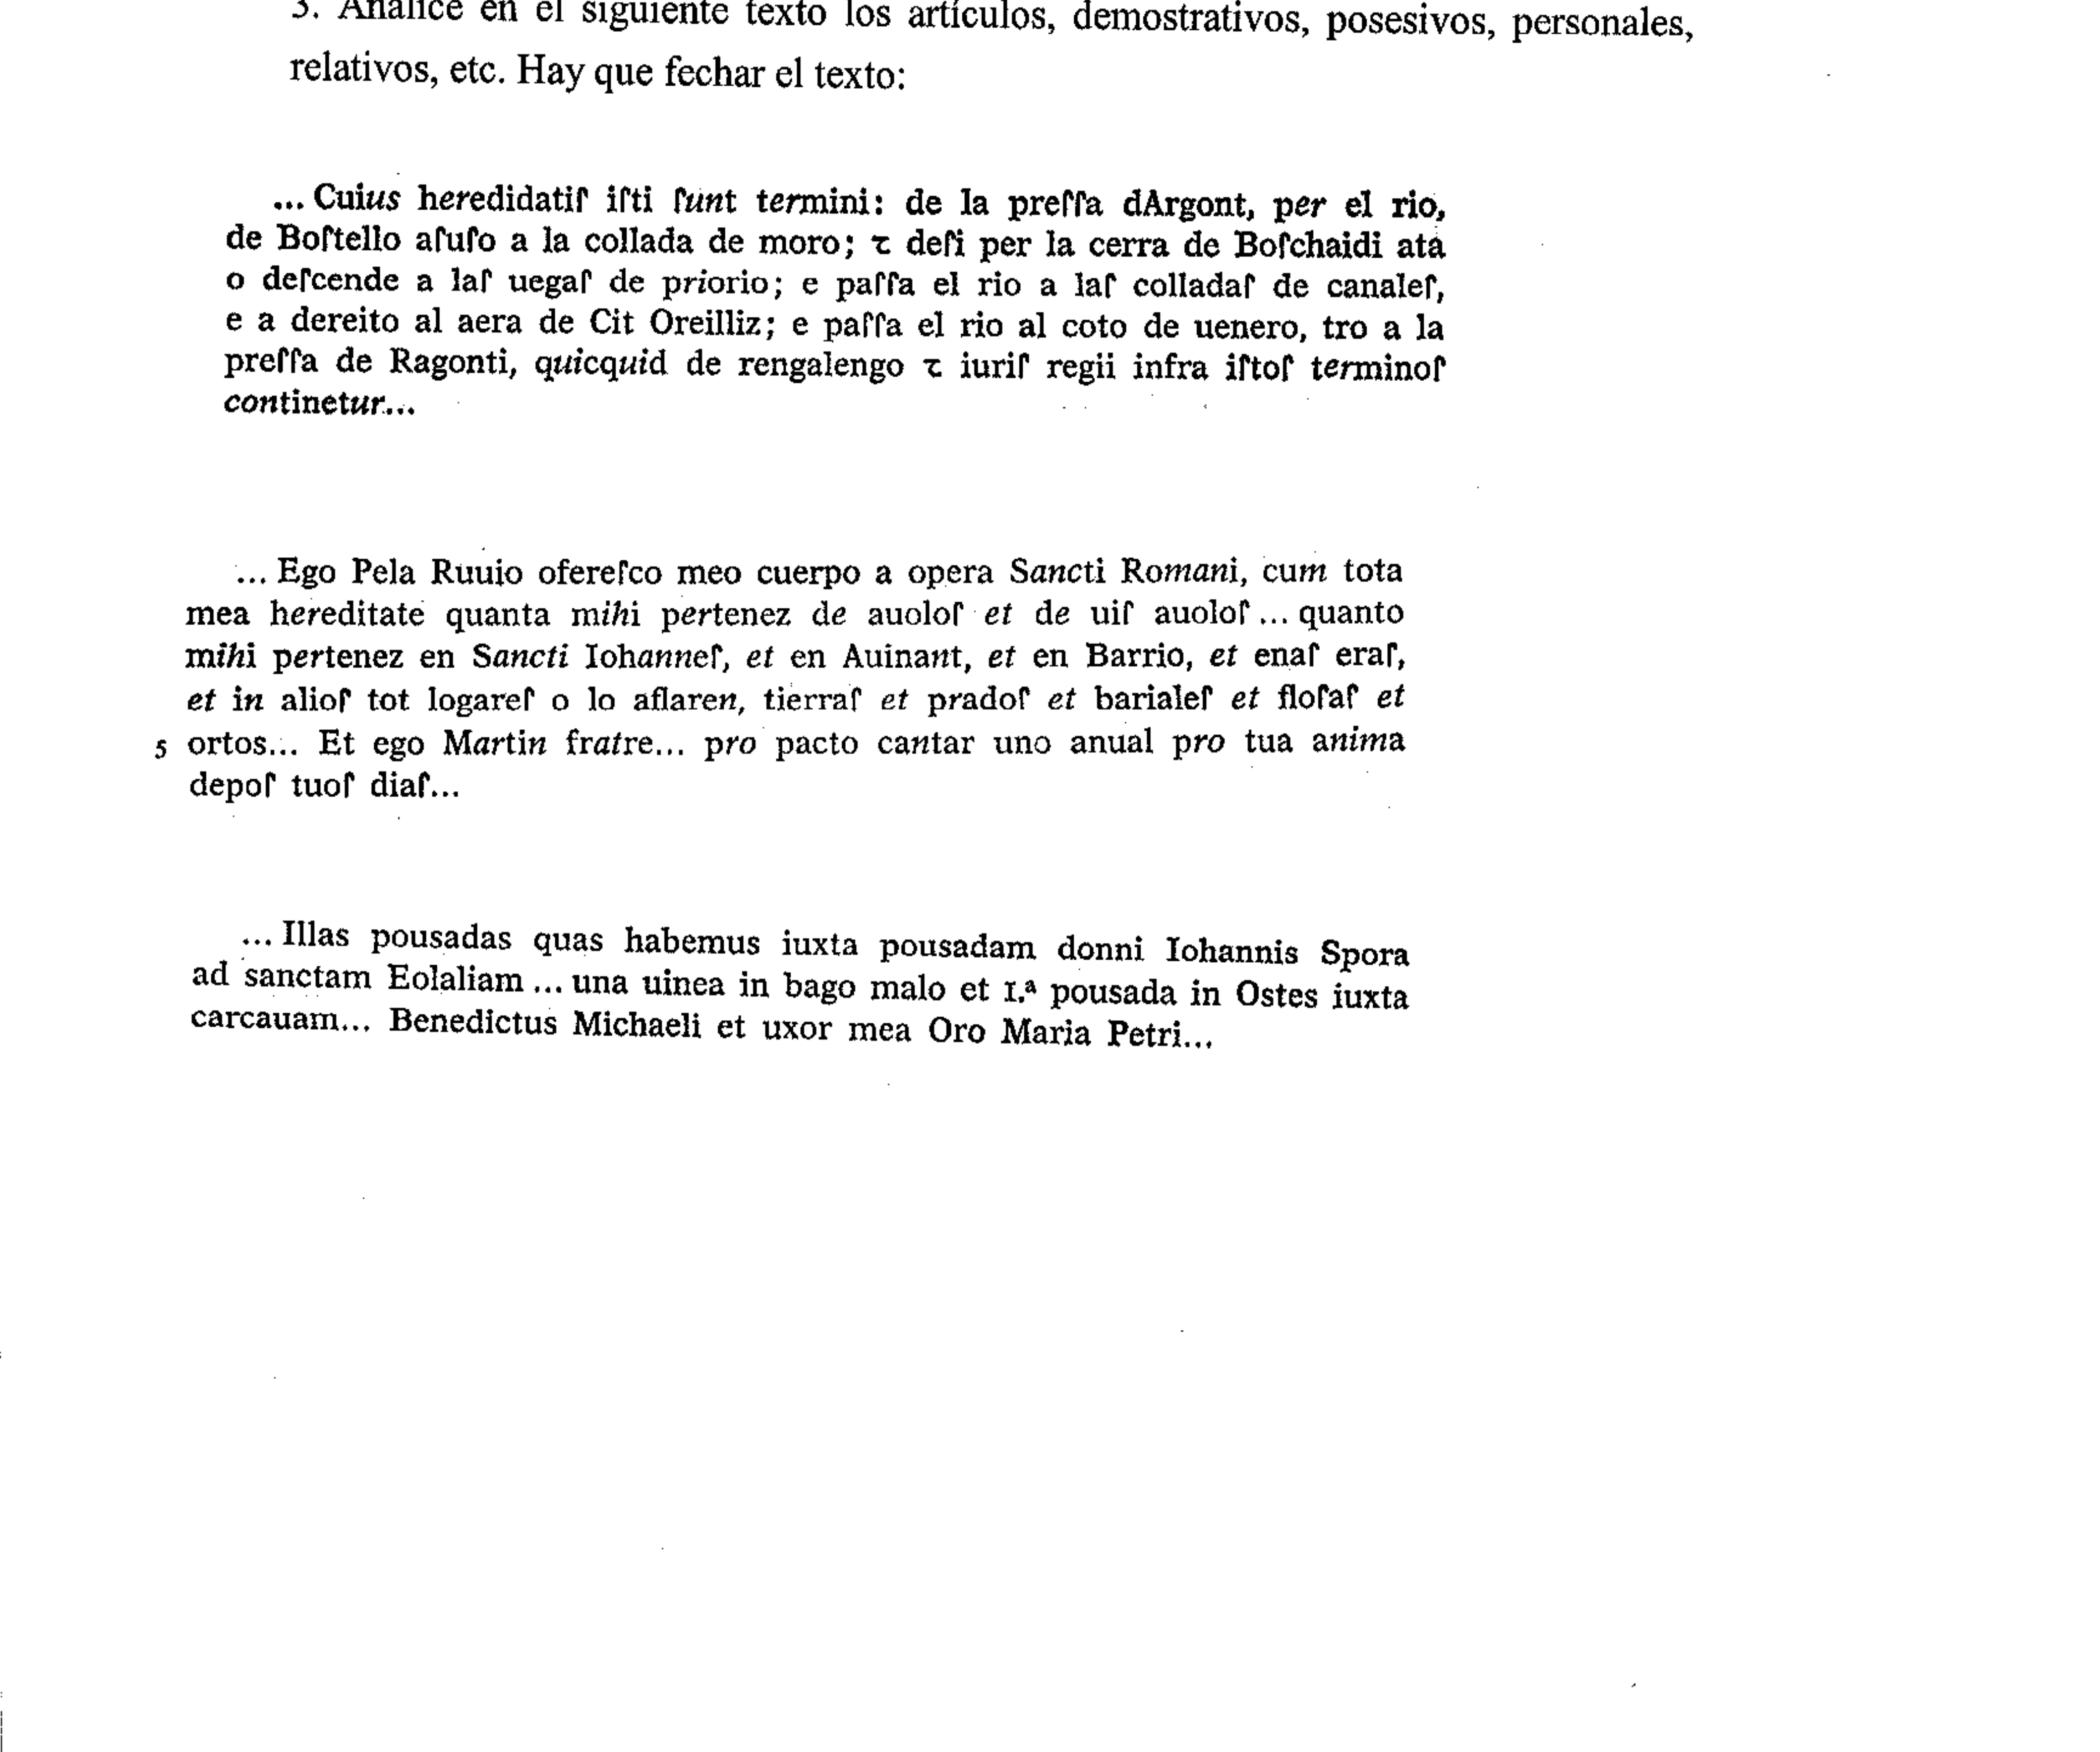 3. Analice en el siguiente texto los artículos, demostrativos, posesivos, personales,
relativos, etc. Hay que fechar el texto:
... Cuius heredidatiſ iſti ſunt termini: de la preſſa dArgont, per el rio,
de Boſtello aſuſo a la collada de moro; ꞇ deſi per la cerra de Boſchaidi ata
o deſcende a laſ uegaſ de priorio; e paſſa el rio a laſ colladaſ de canaleſ,
e a dereito al aera de Cit Oreilliz; e paſſa el rio al coto de uenero, tro a la
preſſa de Ragonti, quicquid de rengalengo ꞇ iuriſ regii infra iſtoſ terminoſ
continetur...
... Ego Pela Ruuio ofereſco meo cuerpo a opera Sancti Romani, cum tota
mea hereditate quanta mihi pertenez de auoloſ et de uiſ auoloſ ... quanto
mihi pertenez en Sancti Iohanneſ, et en Auinant, et en Barrio, et enaſ eraſ,
et in alioſ tot logareſ o lo aflaren, tierraſ et pradoſ et barialeſ et floſaſ et
5 ortos... Et ego Martin fratre... pro pacto cantar uno anual pro tua anima
depoſ tuoſ diaſ...
... Illas pousadas quas habemus iuxta pousadam donni Iohannis Spora
ad sanctam Eolaliam ... una uinea in bago malo et I.ª pousada in Ostes iuxta
carcauam... Benedictus Michaeli et uxor mea Oro Maria Petri...